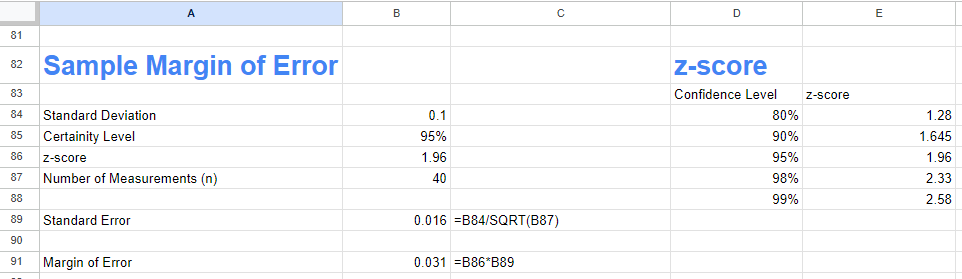 A B C D E
81
82 Sample Margin of Error z-score
83 Confidence Level z-score
84 Standard Deviation 0.1 80% 1.28
85 Certainity Level 95% 90% 1.645
86 z-score 1.96 95% 1.96
87 Number of Measurements (n) 40 98% 2.33
88 99% 2.58
89 Standard Error 0.016 =B84/SQRT(B87)
90
91 Margin of Error 0.031 =B86*B89